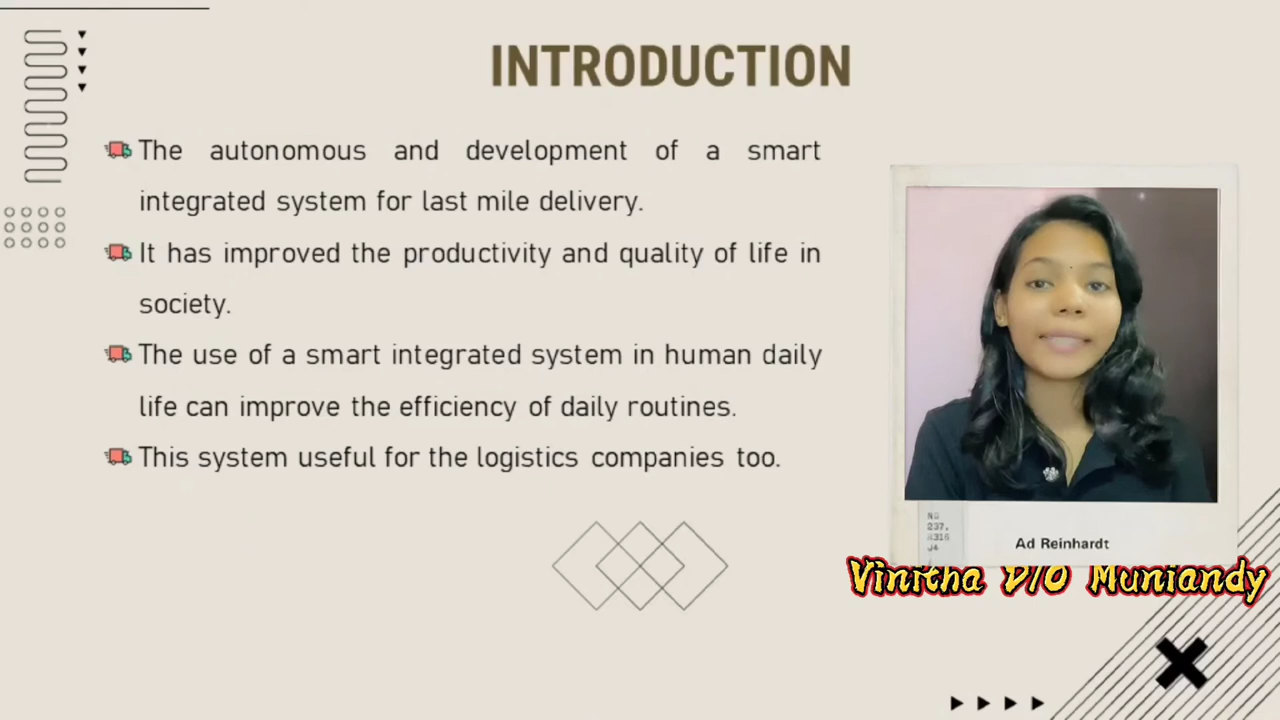 INTRODUCTION
The autonomous and development of a smart
integrated system for last mile delivery.
It has improved the productivity and quality of life in
society.
The use of a smart integrated system in human daily
life can improve the efficiency of daily routines.
This system useful for the logistics companies too.
237.
J4
Ad Reinhardt
Vinitha D/O Muniandy